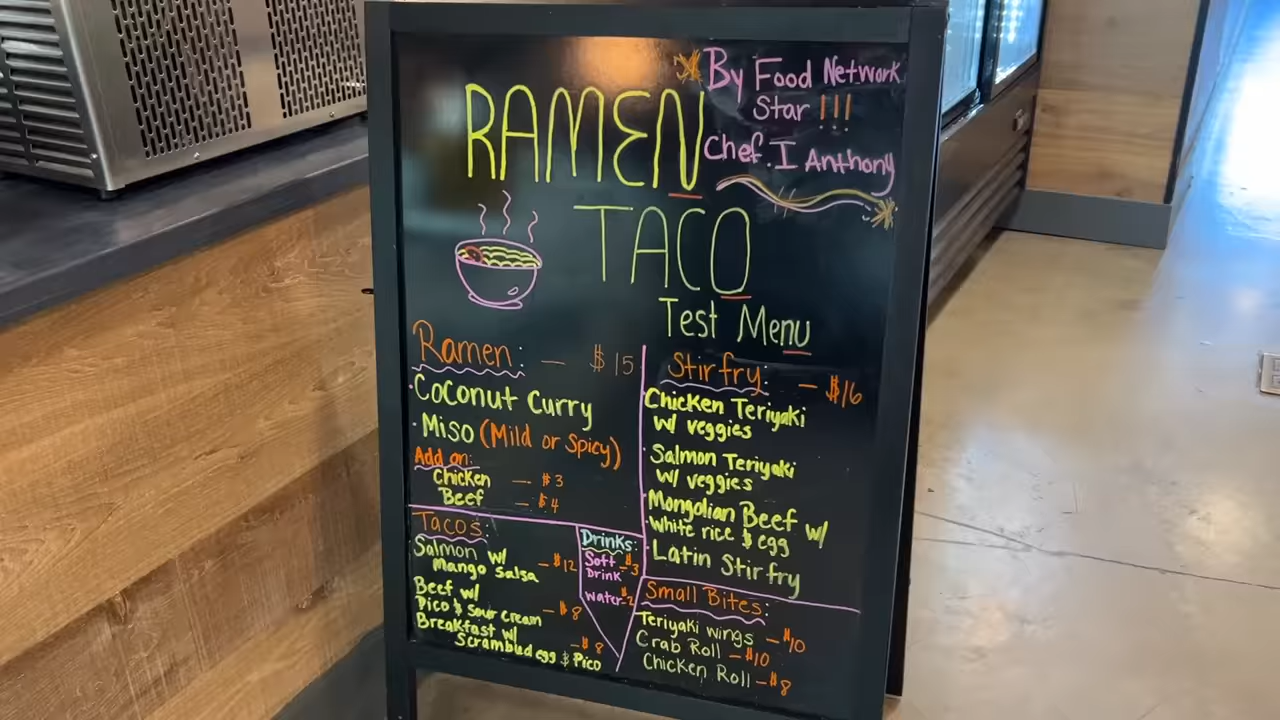 RAMEN
TACO
By Food Network
Star !!!
Chef. I Anthony
Test Menu
Ramen: — $15
· Coconut Curry
· Miso (Mild or Spicy)
Add on:
Chicken — $3
Beef — $4
Tacos:
Salmon w/
Mango Salsa — $12
Beef w/
Pico $ Sour Cream — $8
Breakfast w/
Scrambud egg $ Pico — $8
Drinks:
Soft
Drink — $3
water — $2
Stirfry: — $16
· Chicken Teriyaki
w/ veggies
· Salmon Teriyaki
w/ veggies
· Mongolian Beef w/
White rice $ egg
· Latin Stirfry
Small Bites:
Teriyaki wings — $10
Crab Roll — $10
Chicken Roll — $8